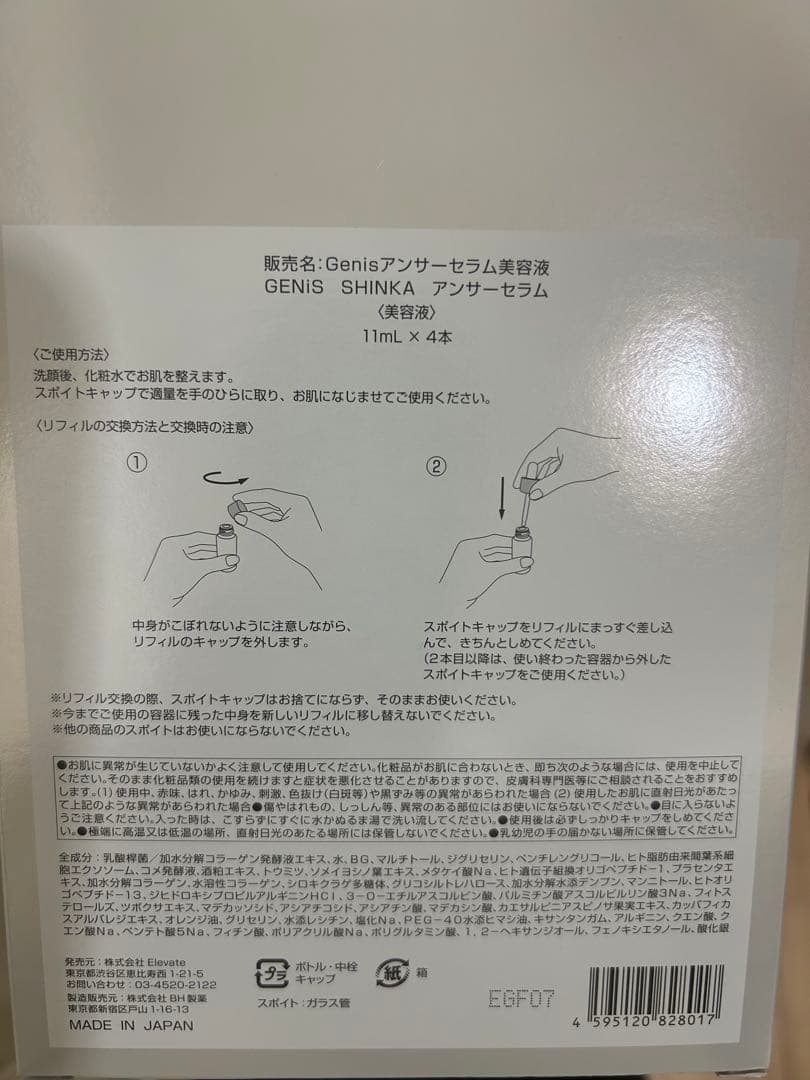 販売名：Genisアンサーセラム美容液
GENiS SHINKA アンサーセラム
〈美容液〉
11mL × 4本
〈ご使用方法〉
洗顔後、化粧水でお肌を整えます。
スポイトキャップで適量を手のひらに取り、お肌になじませてご使用ください。
〈リフィルの交換方法と交換時の注意〉
① ②
中身がこぼれないように注意しながら、
リフィルのキャップを外します。
スポイトキャップをリフィルにまっすぐ差し込
んで、きちんとしめてください。
（2本目以降は、使い終わった容器から外した
スポイトキャップをご使用ください。）
※リフィル交換の際、スポイトキャップはお捨てにならず、そのままお使いください。
※今までご使用の容器に残った中身を新しいリフィルに移し替えないでください。
※他の商品のスポイトはお使いにならないでください。
●お肌に異常が生じていないかよく注意して使用してください。化粧品がお肌に合わないとき、即ち次のような場合には、使用を中止して
ください。そのまま化粧品類の使用を続けますと症状を悪化させることがありますので、皮膚科専門医等にご相談されることをおすすめ
します。(1) 使用中、赤味、はれ、かゆみ、刺激、色抜け(白斑等)や黒ずみ等の異常があらわれた場合 (2) 使用したお肌に直射日光があたっ
て上記のような異常があらわれた場合●傷やはれもの、しっしん等、異常のある部位にはお使いにならないでください。●目に入らないよ
うご注意ください。入った時は、こすらずにすぐに水かぬるま湯で洗い流してください。●使用後は必ずしっかりキャップをしめてくださ
い。●極端に高温又は低温の場所、直射日光のあたる場所には保管しないでください。●乳幼児の手の届かない場所に保管してください。
全成分：乳酸桿菌／加水分解コラーゲン発酵液エキス、水、BG、マルチトール、ジグリセリン、ペンチレングリコール、ヒト脂肪由来間葉系細
胞エクソソーム、コメ発酵液、酒粕エキス、トウミツ、ソメイヨシノ葉エキス、メタケイ酸Na、ヒト遺伝子組換オリゴペプチド-1、プラセンタエ
キス、加水分解コラーゲン、水溶性コラーゲン、シロキクラゲ多糖体、グリコシルトレハロース、加水分解水添デンプン、マンニトール、ヒトオリ
ゴペプチド-13、ジヒドロキシプロピルアルギニンHCl、3-O-エチルアスコルビン酸、パルミチン酸アスコルビルリン酸3Na、フィトス
テロールズ、ツボクサエキス、マデカッソシド、アシアチコシド、アシアチン酸、マデカシン酸、カエサルピニアスピノサ果実エキス、カッパフィカ
スアルバレジエキス、オレンジ油、グリセリン、水添レシチン、塩化Na、PEG-40水添ヒマシ油、キサンタンガム、アルギニン、クエン酸、ク
エン酸Na、ペンテト酸5Na、フィチン酸、ポリアクリル酸Na、ポリグルタミン酸、1，2-ヘキサンジオール、フェノキシエタノール、酸化銀
発売元：株式会社 Elevate
東京都渋谷区恵比寿西 1-21-5
お問い合わせ：03-4520-2122
製造販売元：株式会社 BH製薬
東京都新宿区戸山 1-16-13
MADE IN JAPAN
プラ ボトル・中栓
キャップ
紙 箱
スポイト：ガラス管
EGF07
4 595120 828017